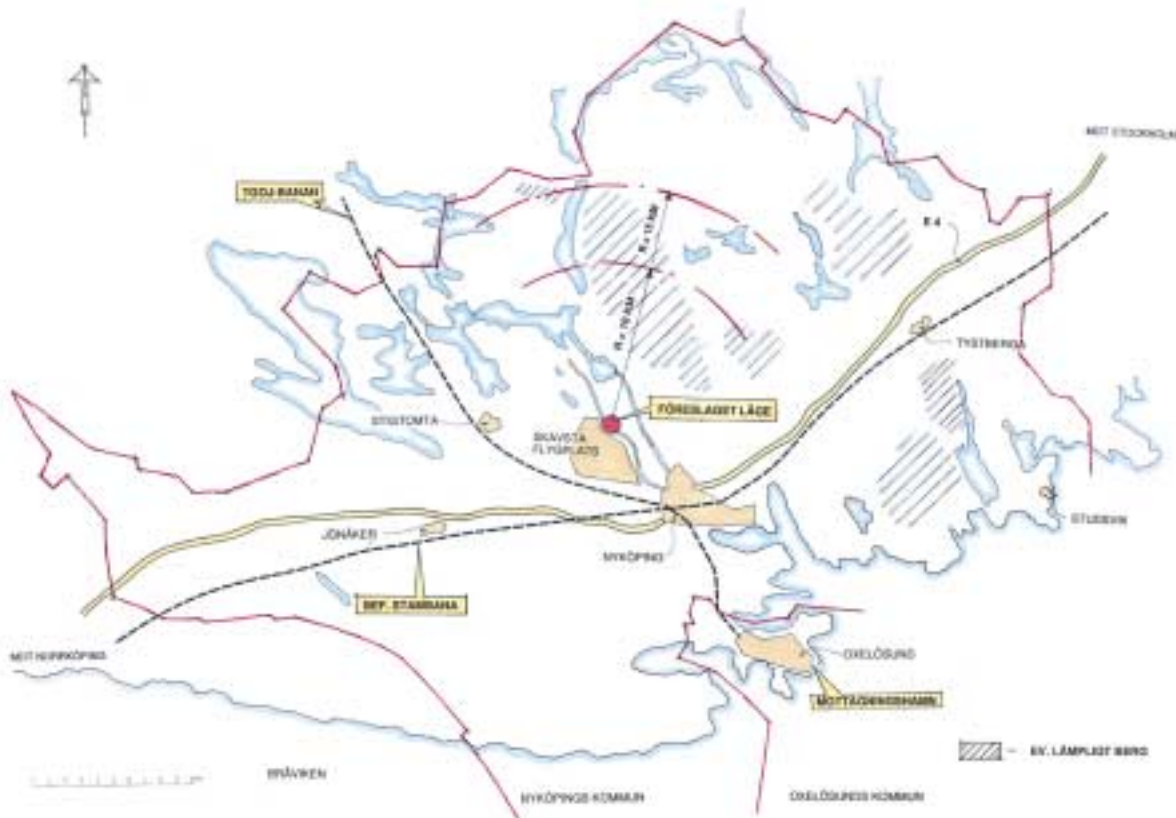 MOT STOCKHOLM
TGOJ-BANAN
E 4
R = 15 KM
R = 10 KM
TYSTBERGA
FÖRESLAGET LÄGE
STIGTOMTA
SKAVSTA
FLYGPLATS
STUDSVIK
JÖNÅKER
NYKÖPING
BEF. STAMBANA
MOT NORRKÖPING
OXELÖSUND
MOTTAGNINGSHAMN
EV. LÄMPLIGT BERG
BRÅVIKEN
NYKÖPINGS KOMMUN
OXELÖSUNDS KOMMUN